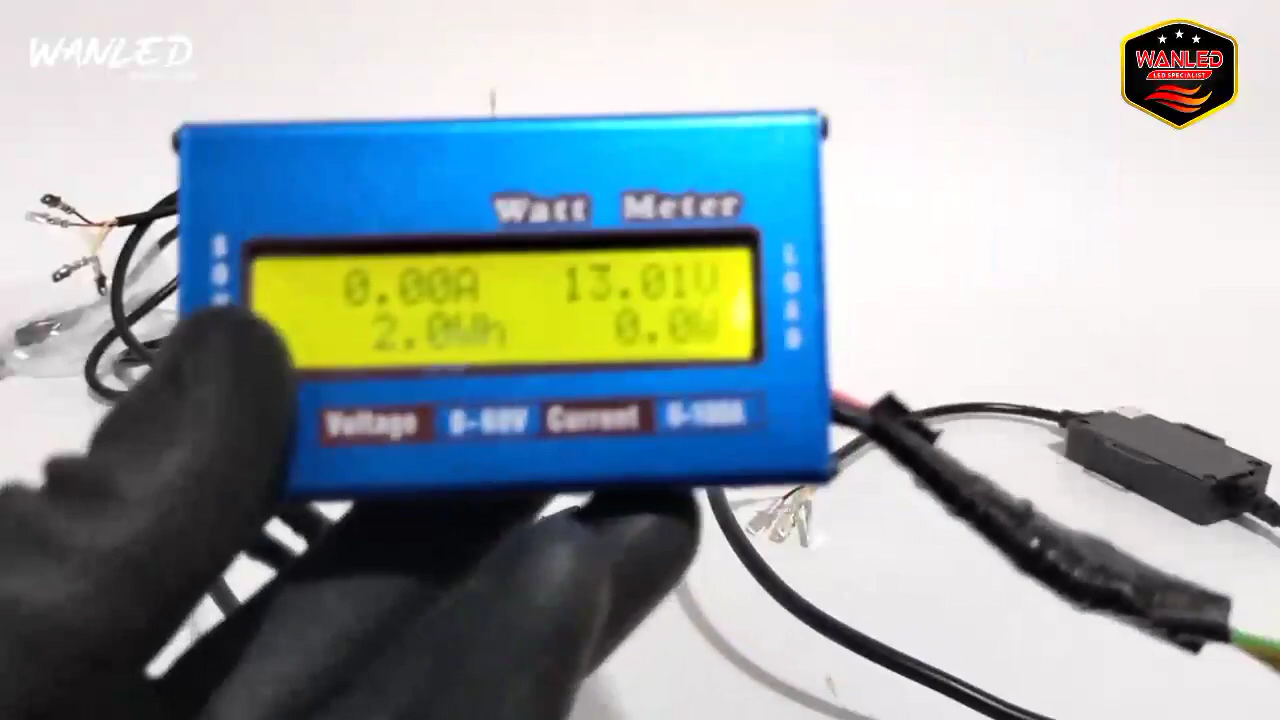 WANLED
WANLED
LED SPECIALIST
Watt Meter
0.00A 13.01V
2.0Wh 0.0W
LOAD
Voltage 0-60V Current 0-100A